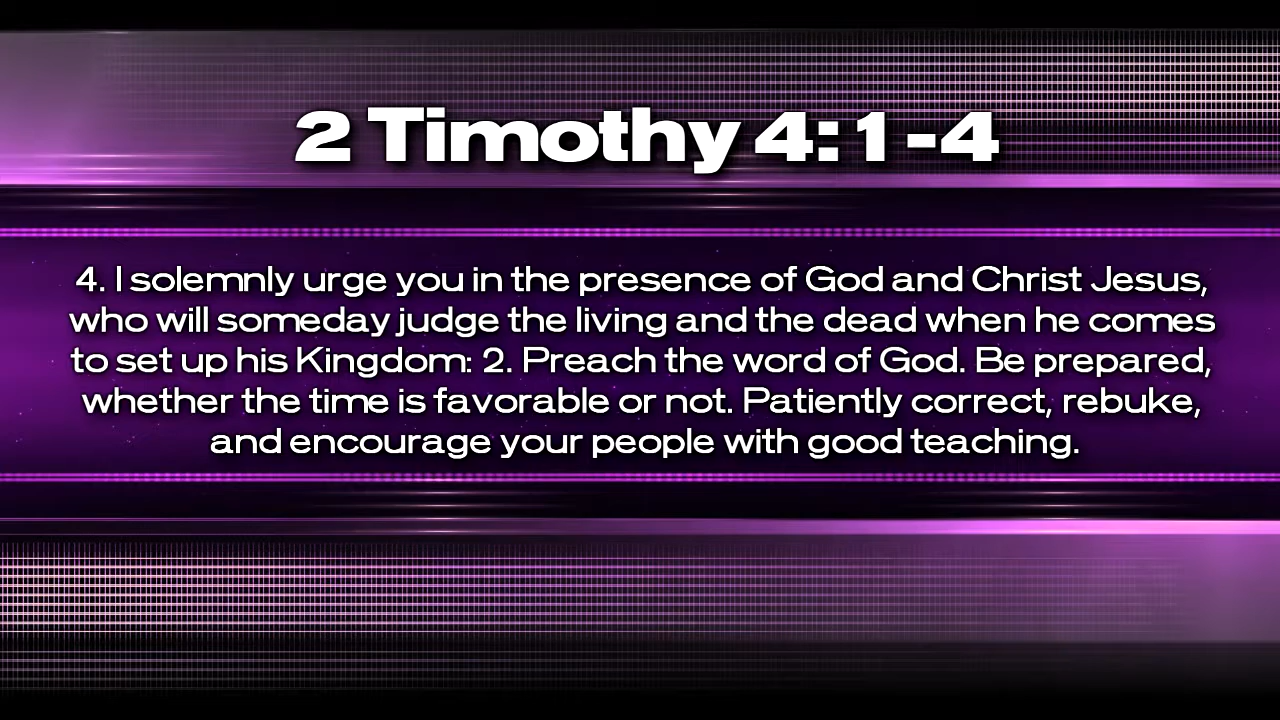 2 Timothy 4:1-4
4. I solemnly urge you in the presence of God and Christ Jesus,
who will someday judge the living and the dead when he comes
to set up his Kingdom: 2. Preach the word of God. Be prepared,
whether the time is favorable or not. Patiently correct, rebuke,
and encourage your people with good teaching.